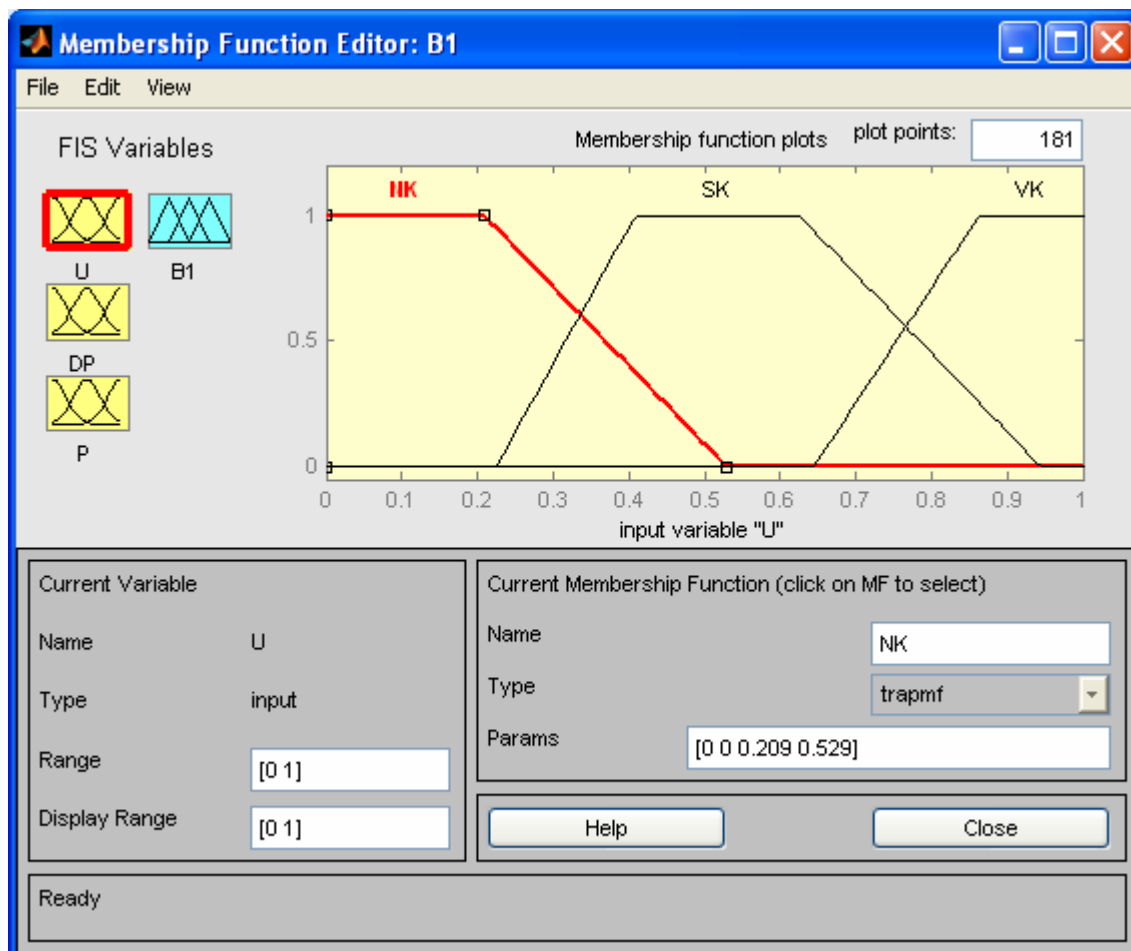 Membership Function Editor: B1
File Edit View
FIS Variables
U
B1
DP
P
Membership function plots plot points: 181
NK SK VK
1
0.5
0
0 0.1 0.2 0.3 0.4 0.5 0.6 0.7 0.8 0.9 1
input variable "U"
Current Variable
Name U
Type input
Range [0 1]
Display Range [0 1]
Current Membership Function (click on MF to select)
Name NK
Type trapmf
Params [0 0 0.209 0.529]
Help Close
Ready